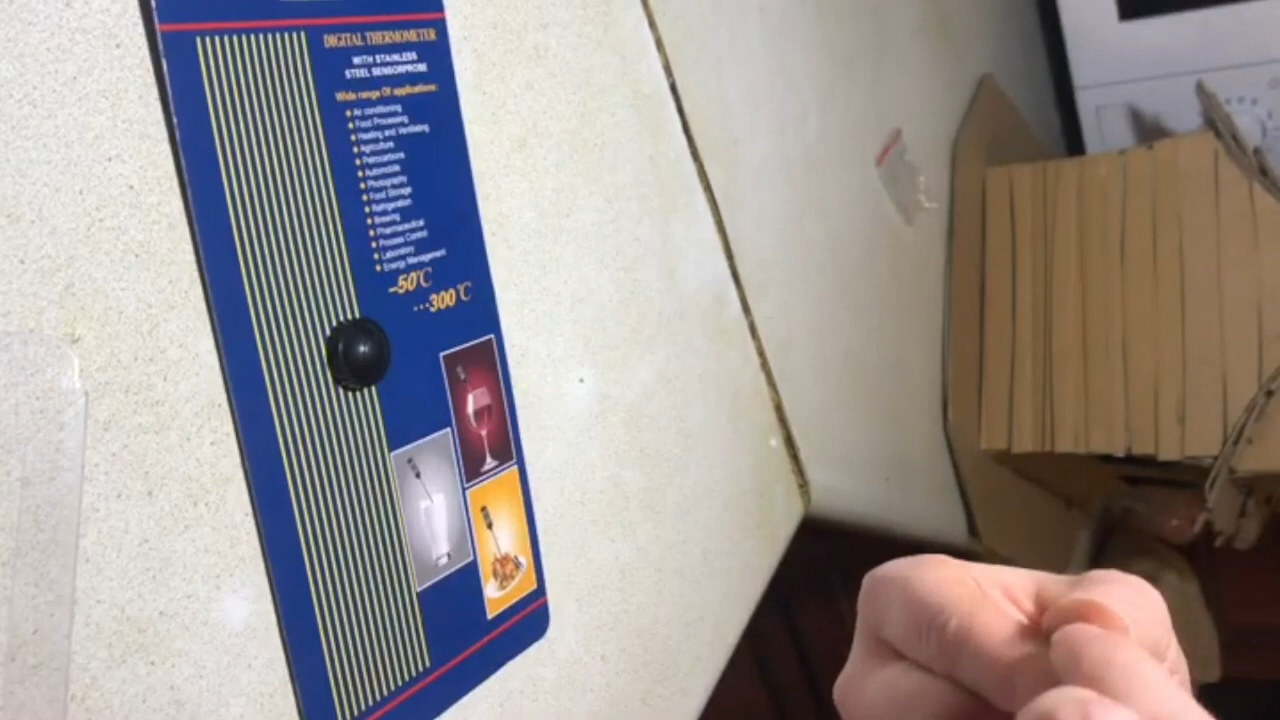 DIGITAL THERMOMETER
WITH STAINLESS
STEEL SENSORPROBE
Wide range Of applications:
Air conditioning
Food Processing
Heating and Ventilating
Agriculture
Petrocarbons
Automobile
Photography
Food Storage
Refrigeration
Brewing
Pharmaceutical
Process Control
Laboratory
Energy Management
–50℃
···300℃